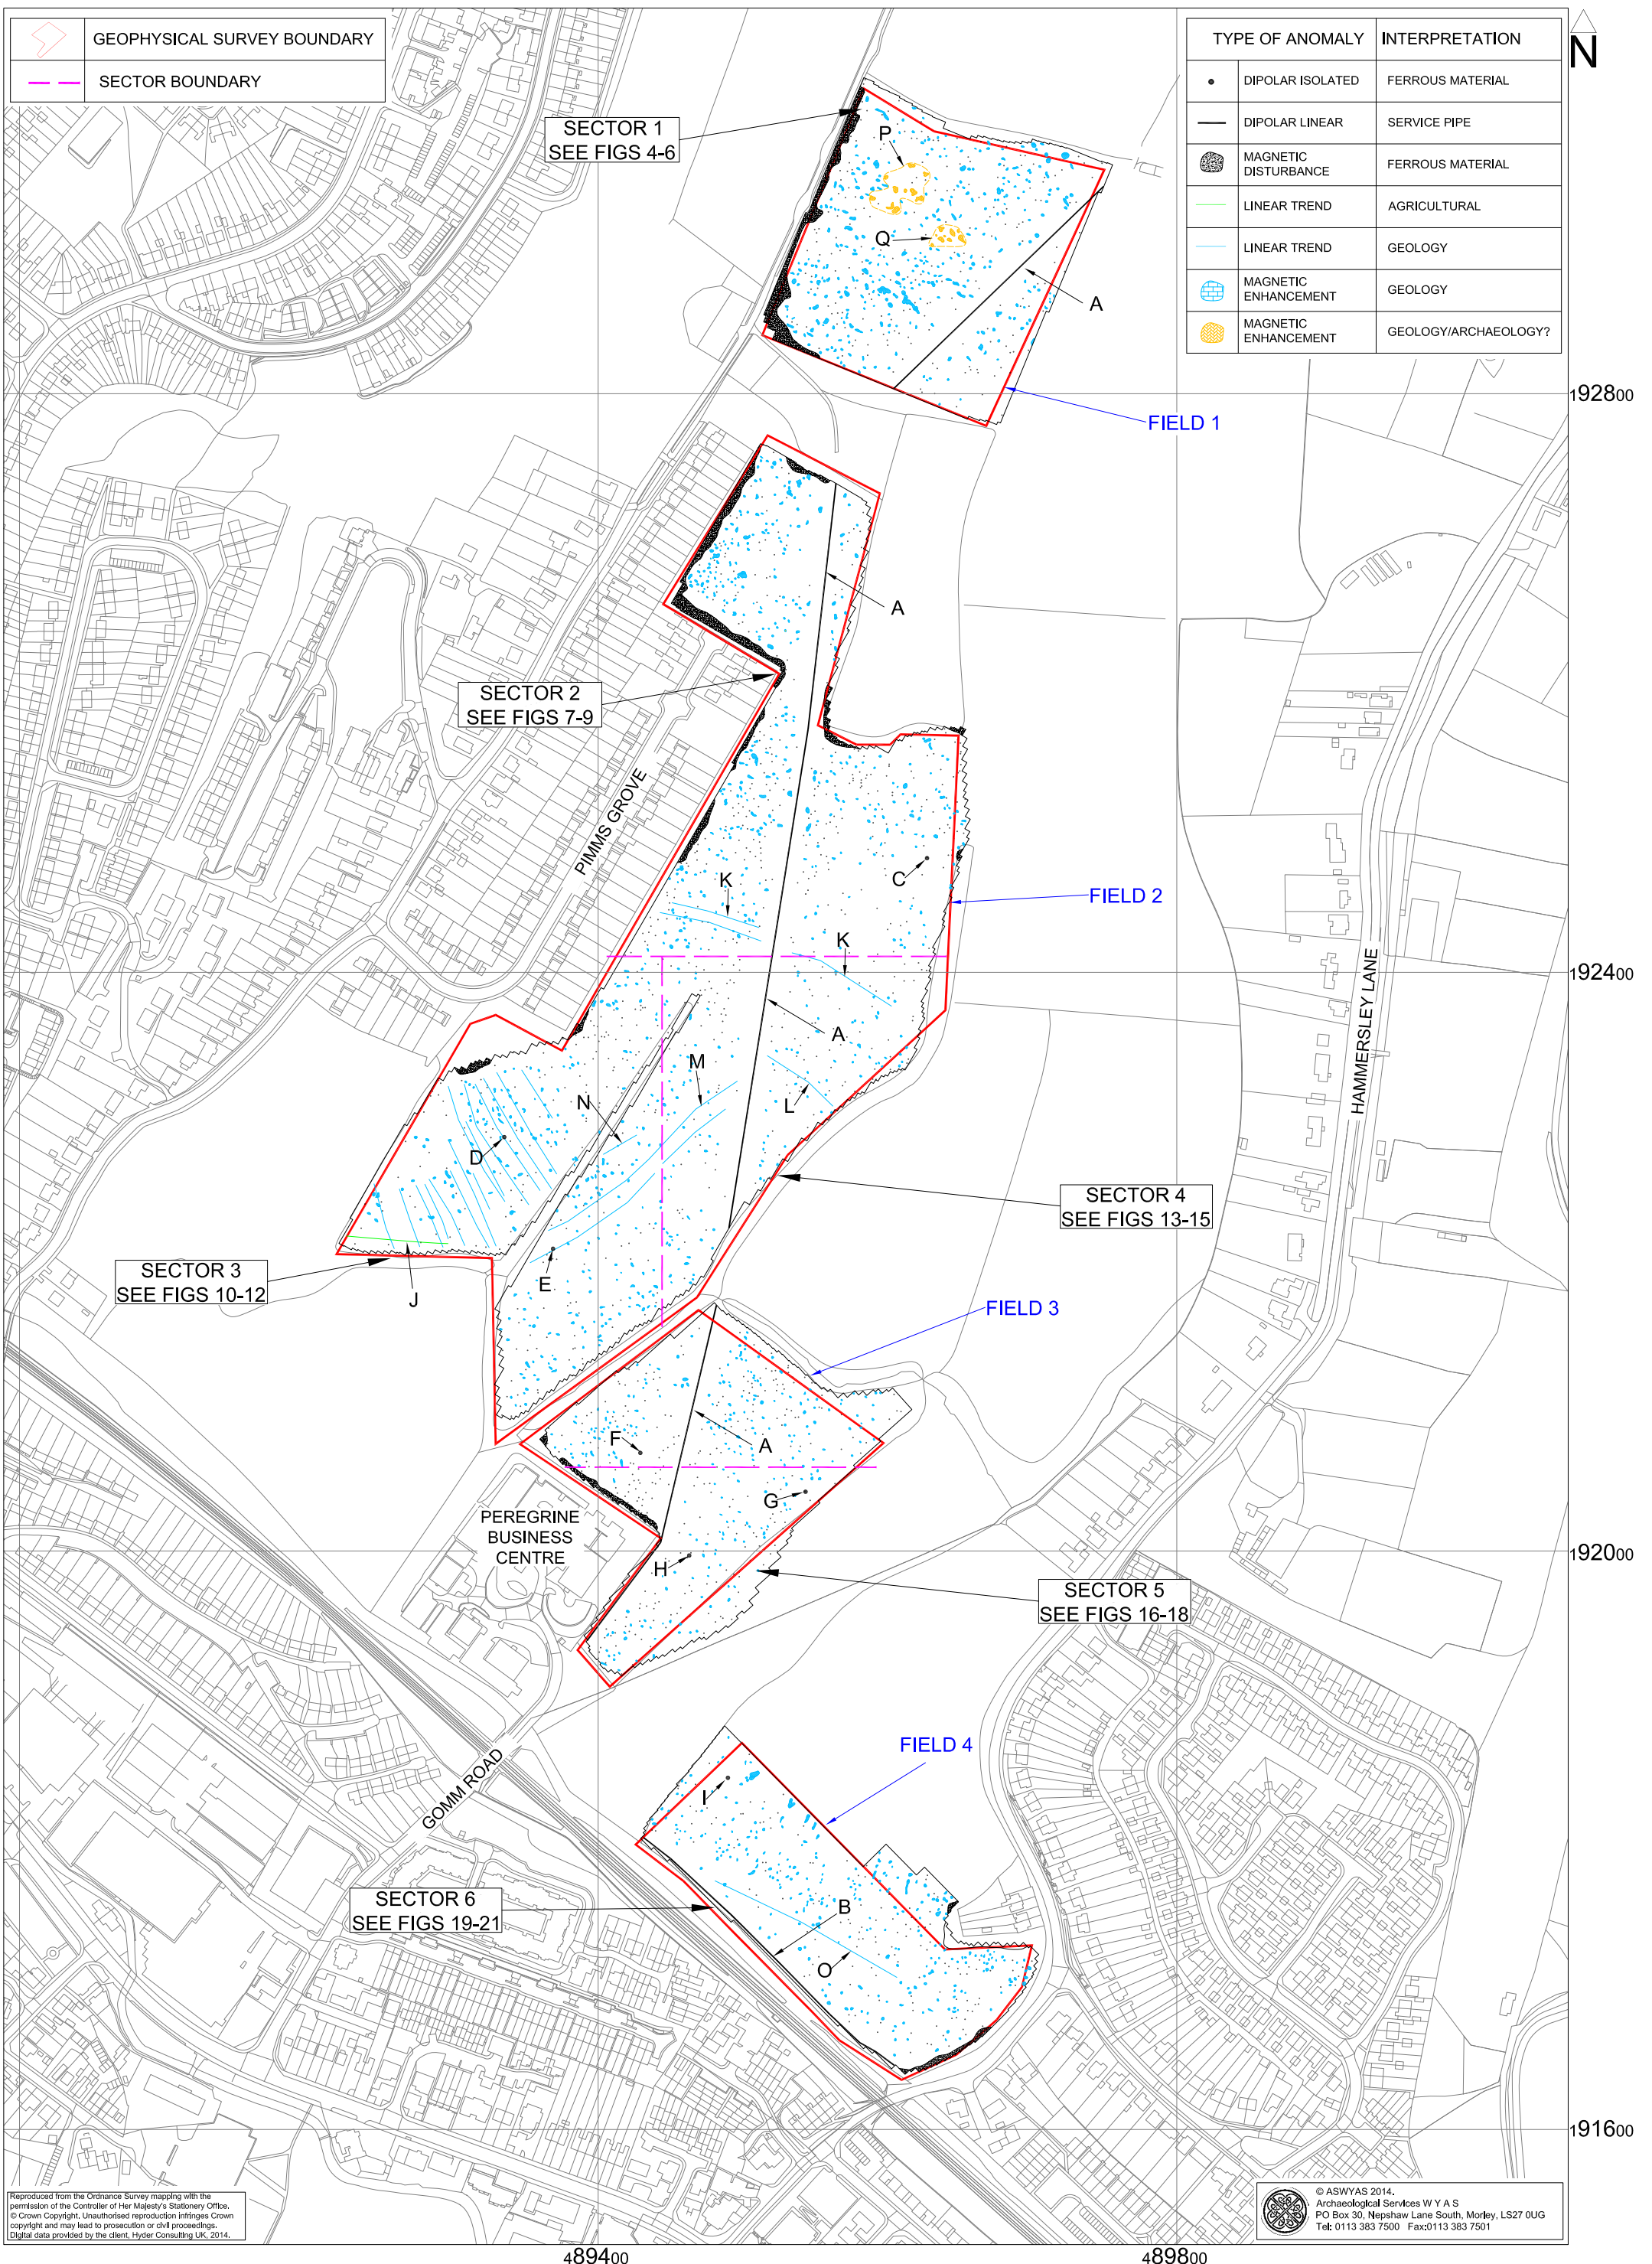 GEOPHYSICAL SURVEY BOUNDARY
SECTOR BOUNDARY
TYPE OF ANOMALY INTERPRETATION
DIPOLAR ISOLATED FERROUS MATERIAL
DIPOLAR LINEAR SERVICE PIPE
MAGNETIC
DISTURBANCE
FERROUS MATERIAL
LINEAR TREND AGRICULTURAL
LINEAR TREND GEOLOGY
MAGNETIC
ENHANCEMENT
GEOLOGY
MAGNETIC
ENHANCEMENT
GEOLOGY/ARCHAEOLOGY?
N
SECTOR 1
SEE FIGS 4-6
P
Q
A
FIELD 1
192800
A
SECTOR 2
SEE FIGS 7-9
PIMMS GROVE
C
K
FIELD 2
K
192400
HAMMERSLEY LANE
A
M
N
L
D
SECTOR 4
SEE FIGS 13-15
SECTOR 3
SEE FIGS 10-12
E
J
FIELD 3
F
A
G
PEREGRINE
BUSINESS
CENTRE
192000
H
SECTOR 5
SEE FIGS 16-18
GOMM ROAD
FIELD 4
I
SECTOR 6
SEE FIGS 19-21
B
O
191600
Reproduced from the Ordnance Survey mapping with the
permission of the Controller of Her Majesty's Stationery Office.
© Crown Copyright. Unauthorised reproduction infringes Crown
copyright and may lead to prosecution or civil proceedings.
Digital data provided by the client, Hyder Consulting UK, 2014.
© ASWYAS 2014.
Archaeological Services W Y A S
PO Box 30, Nepshaw Lane South, Morley, LS27 0UG
Tel: 0113 383 7500 Fax:0113 383 7501
489400
489800